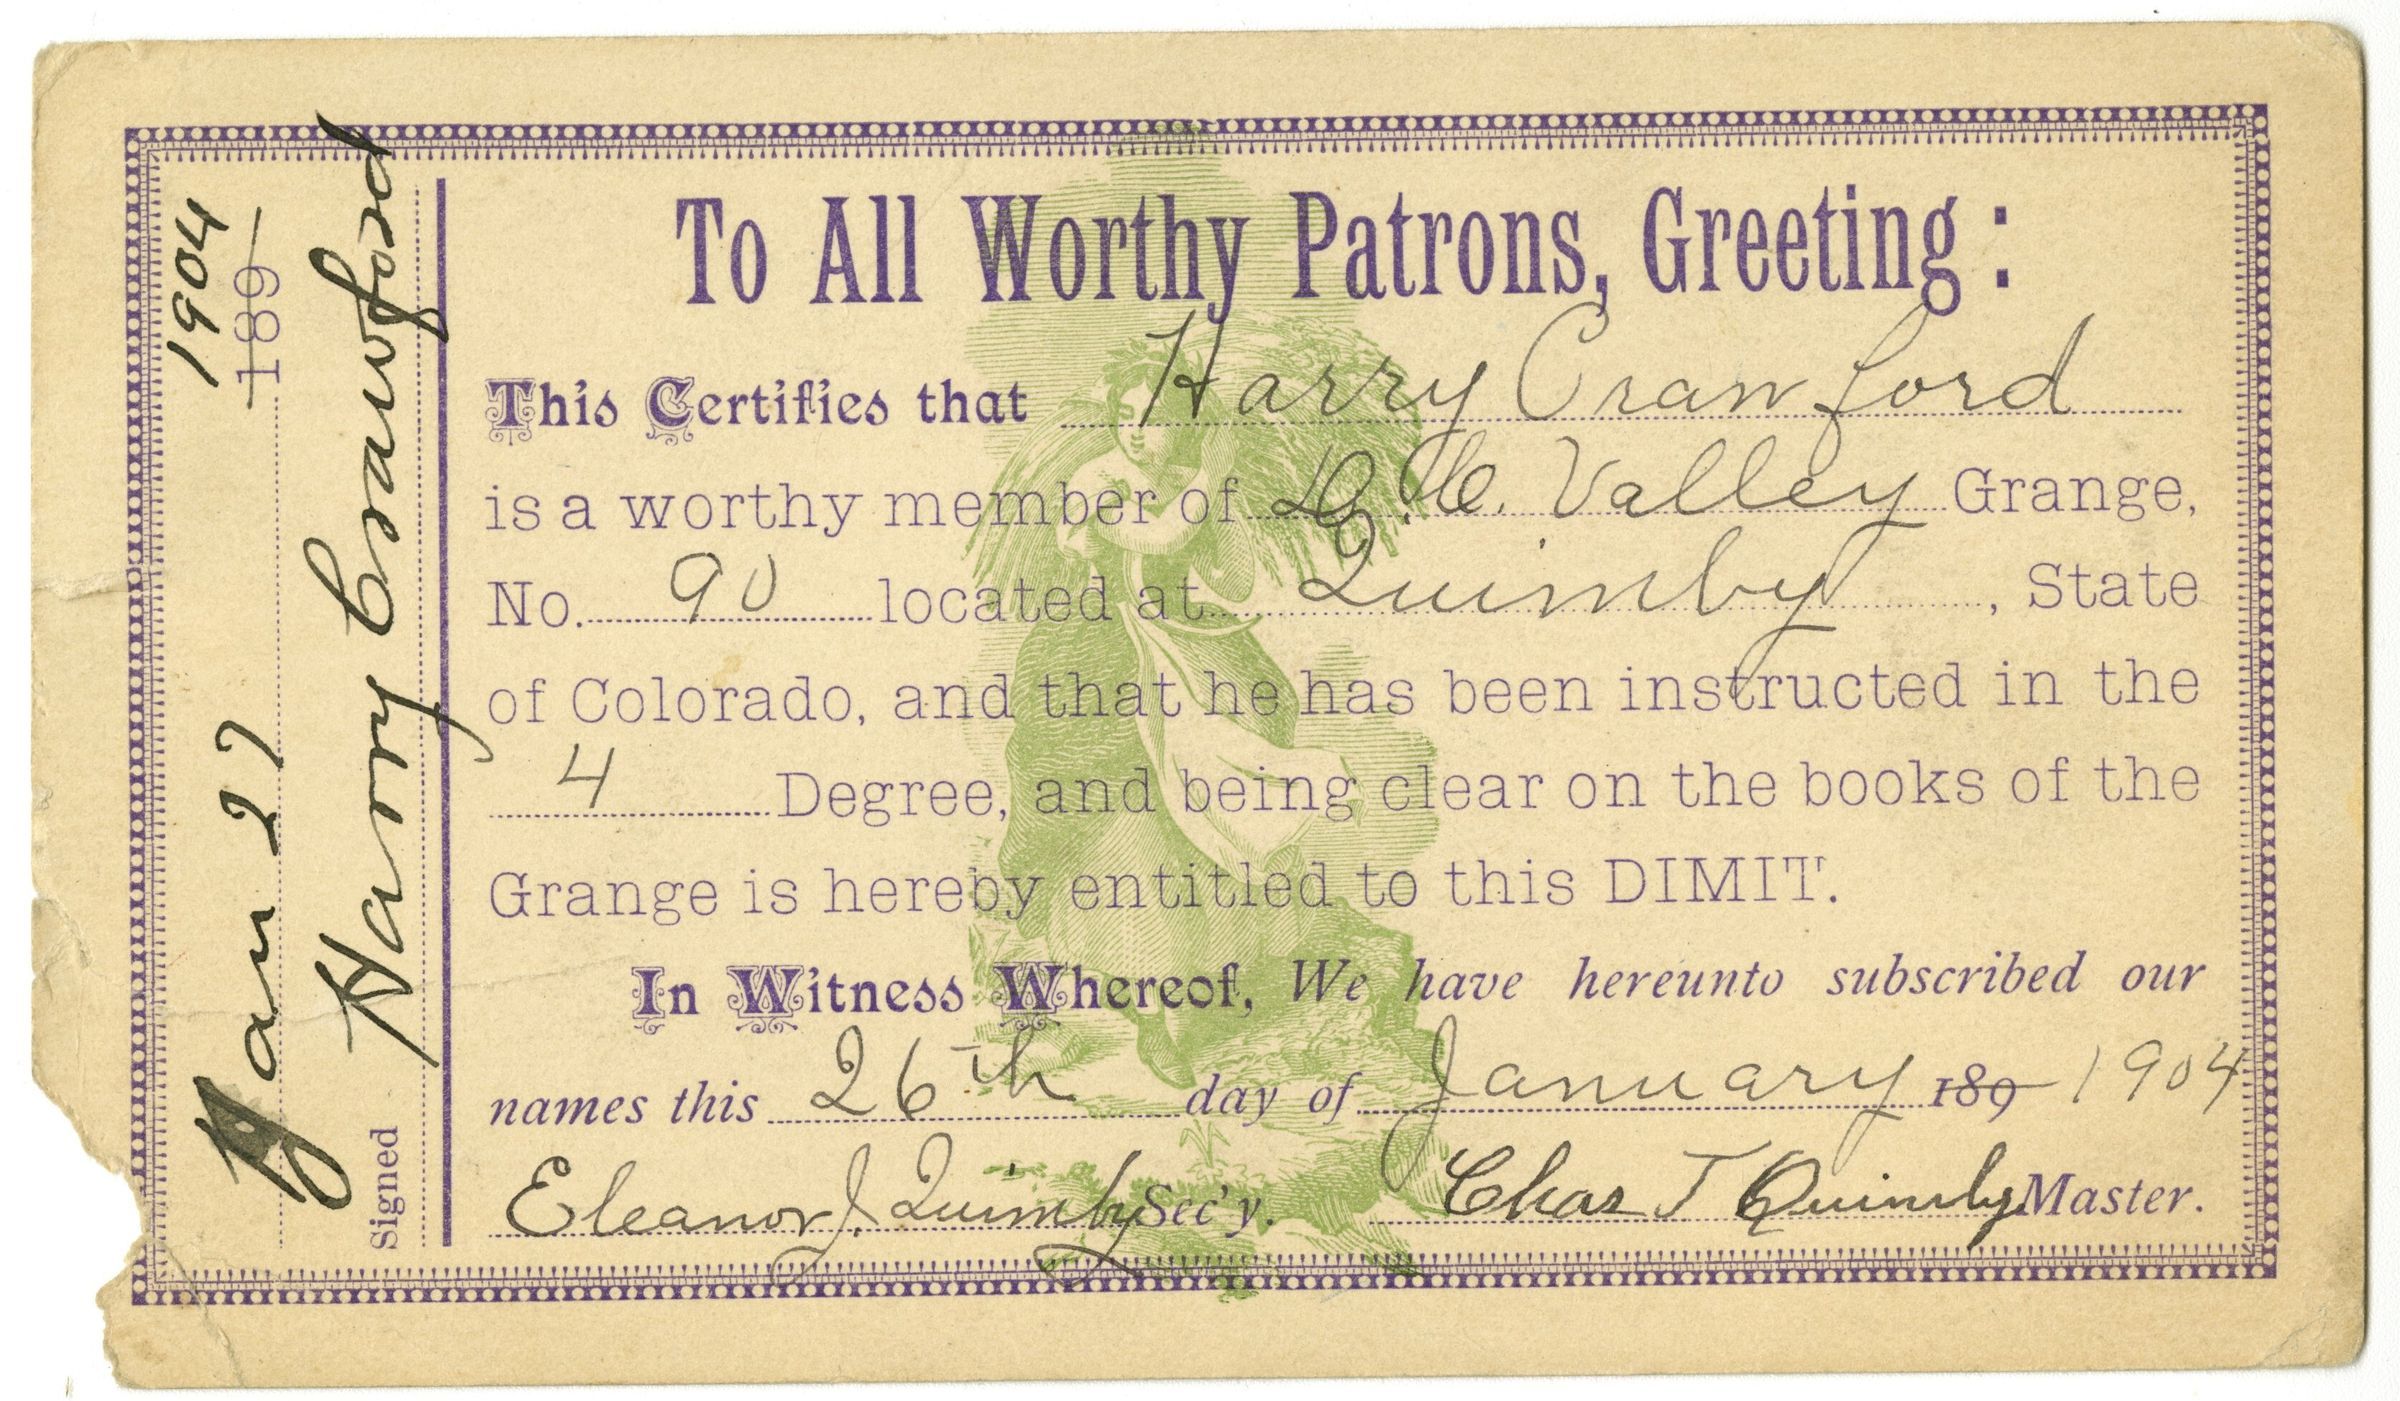 Jan 27 1904
189
Signed Harry Crawford
To All Worthy Patrons, Greeting:
This Certifies that Harry Crawford
is a worthy member of Valley Grange,
No. 90 located at Quimby, State
of Colorado, and that he has been instructed in the
4 Degree, and being clear on the books of the
Grange is hereby entitled to this DIMIT.
In Witness Whereof, We have hereunto subscribed our
names this 26th day of January 189 1904
Eleanor J. Quimby Sec'y. Chas T Quimby Master.